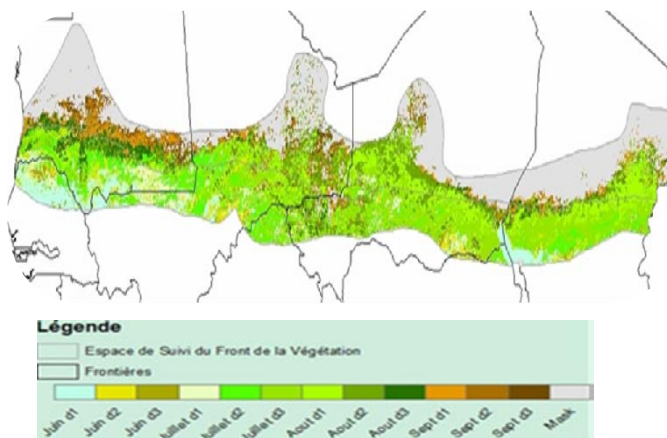 Légende
Espace de Suivi du Front de la Végétation
Frontières
Juin d1 Juin d2 Juin d3 Juillet d1 Juillet d2 Juillet d3 Aout d1 Aout d2 Aout d3 Sept d1 Sept d2 Sept d3 Mask